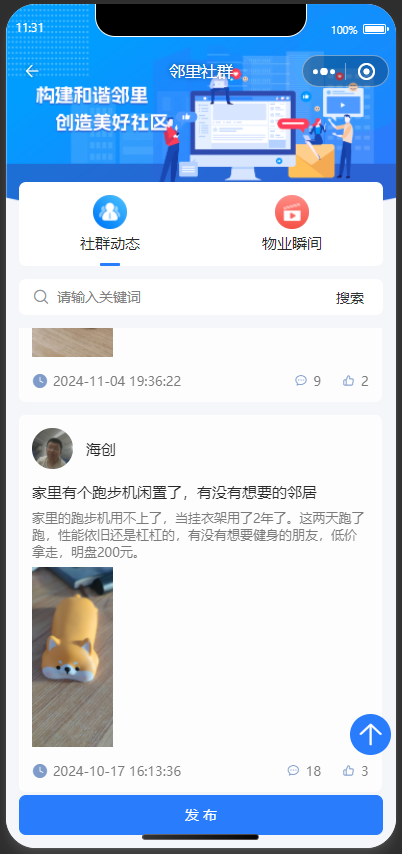 11:31
100%
邻里社群
构建和谐邻里
创造美好社区
社群动态
物业瞬间
请输入关键词
搜索
2024-11-04 19:36:22
9
2
海创
家里有个跑步机闲置了，有没有想要的邻居
家里的跑步机用不上了，当挂衣架用了2年了。这两天跑了
跑，性能依旧还是杠杠的，有没有想要健身的朋友，低价
拿走，明盘200元。
2024-10-17 16:13:36
18
3
发布